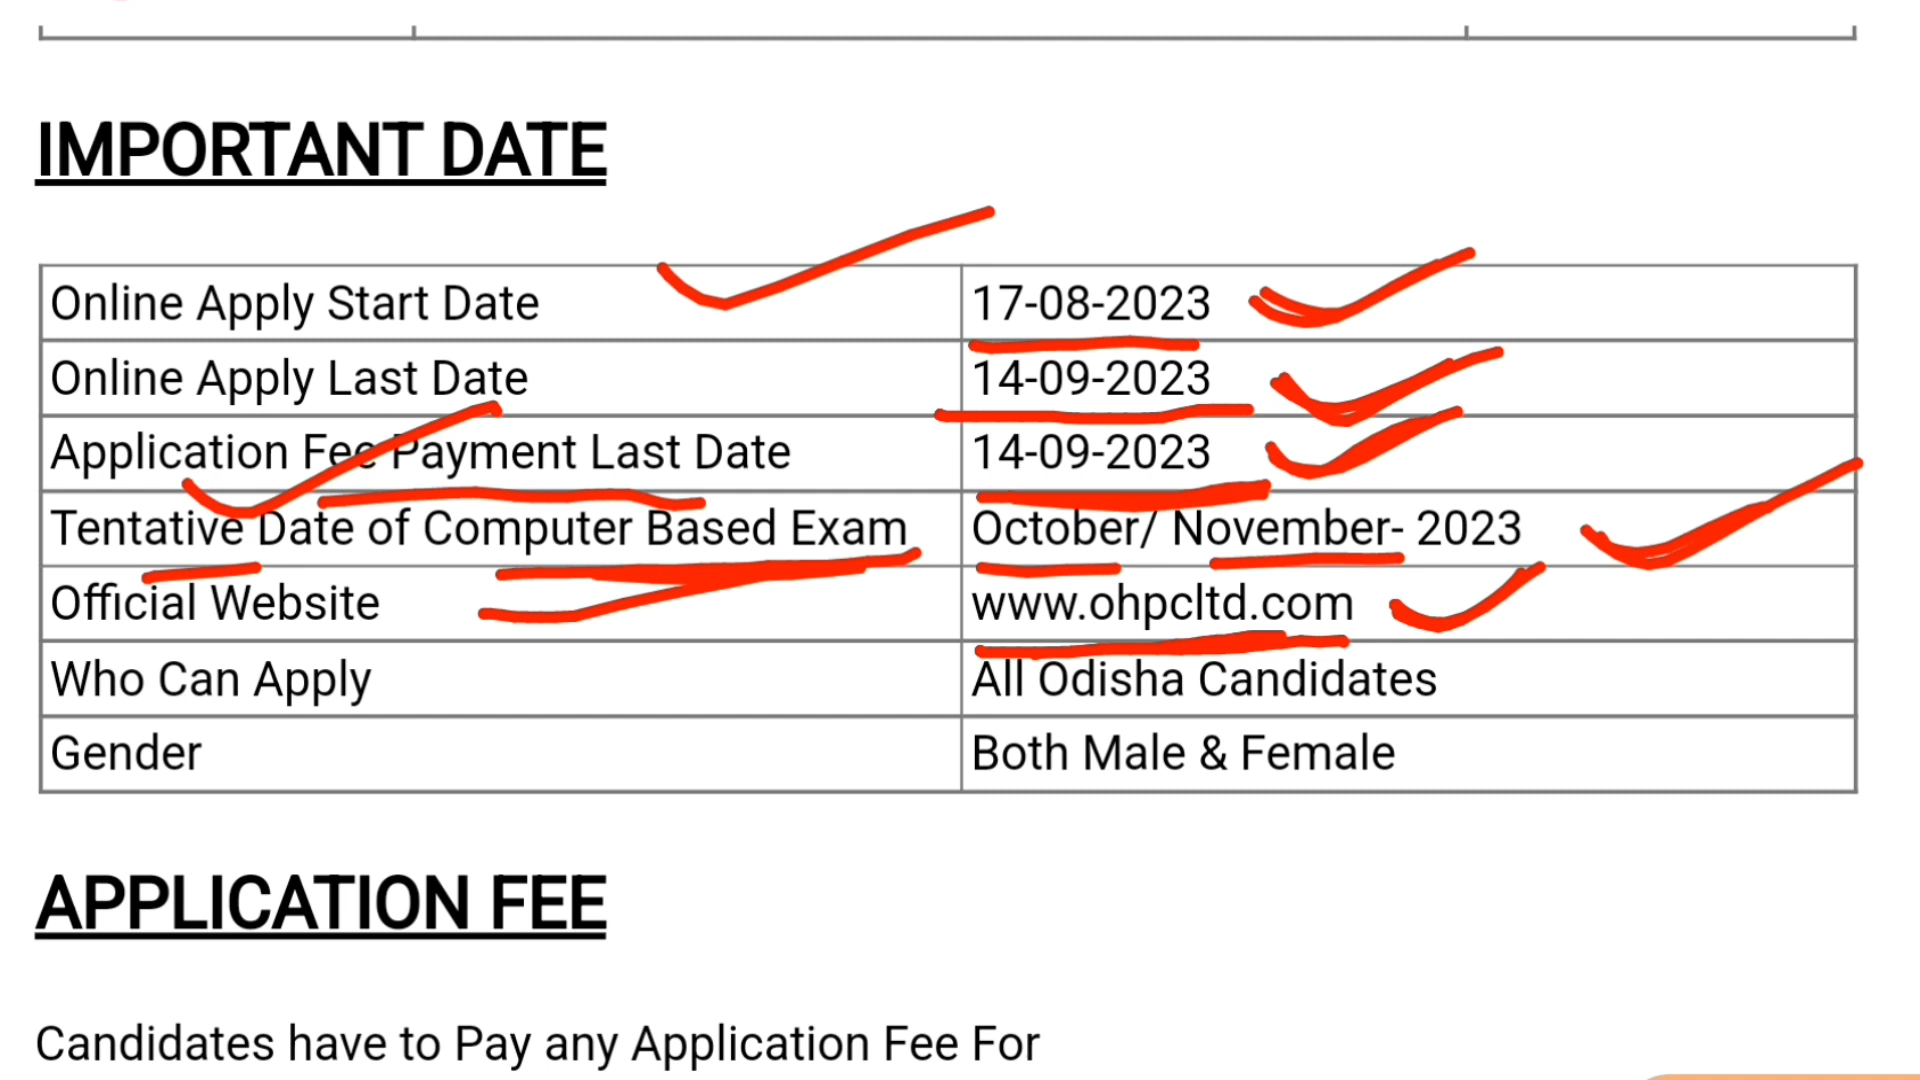 IMPORTANT DATE
Online Apply Start Date 17-08-2023
Online Apply Last Date 14-09-2023
Application Fee Payment Last Date 14-09-2023
Tentative Date of Computer Based Exam October/ November- 2023
Official Website www.ohpcltd.com
Who Can Apply All Odisha Candidates
Gender Both Male & Female
APPLICATION FEE
Candidates have to Pay any Application Fee For